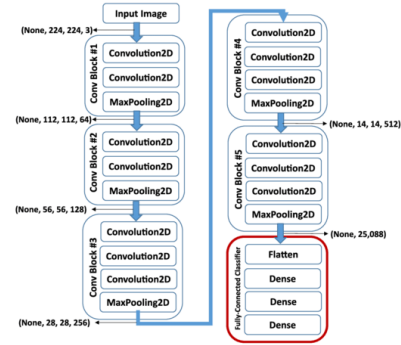 Input Image
(None, 224, 224, 3)
Conv Block #1
Convolution2D
Convolution2D
MaxPooling2D
(None, 112, 112, 64)
Conv Block #2
Convolution2D
Convolution2D
MaxPooling2D
(None, 56, 56, 128)
Conv Block #3
Convolution2D
Convolution2D
Convolution2D
MaxPooling2D
(None, 28, 28, 256)
Conv Block #4
Convolution2D
Convolution2D
Convolution2D
MaxPooling2D
(None, 14, 14, 512)
Conv Block #5
Convolution2D
Convolution2D
Convolution2D
MaxPooling2D
(None, 25,088)
Fully-Connected Classifier
Flatten
Dense
Dense
Dense